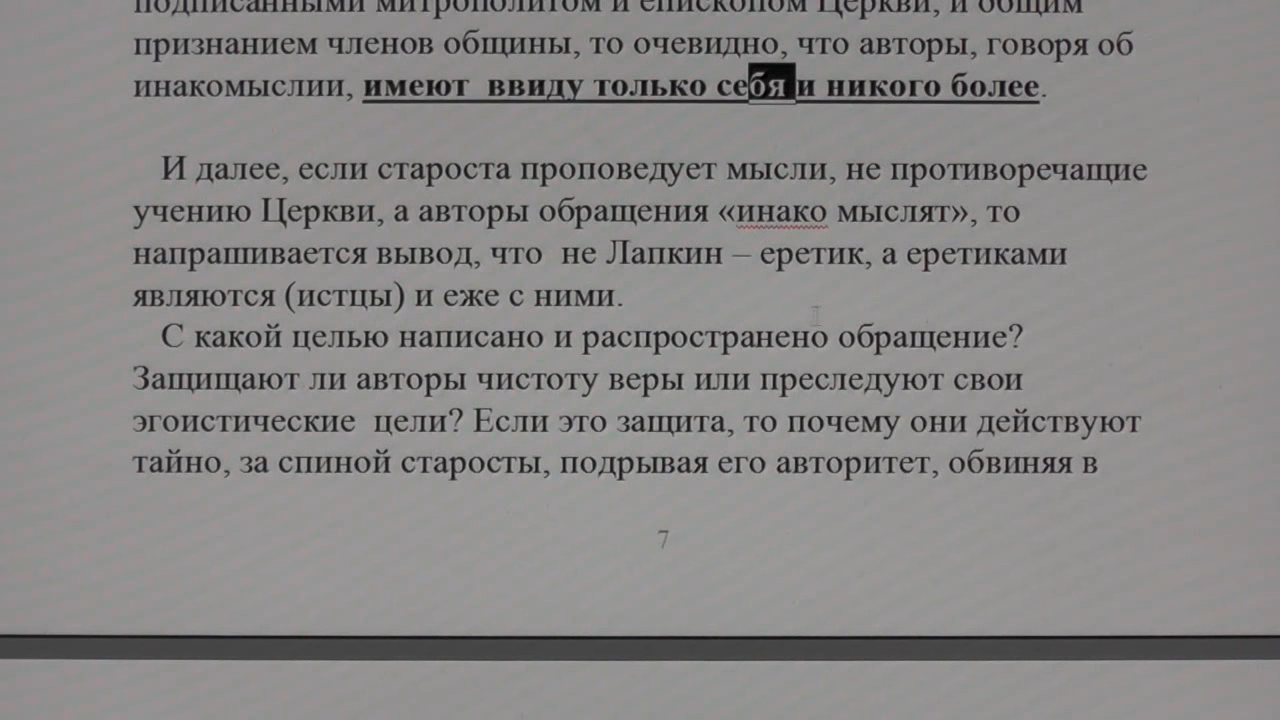 подписанными митрополитом и епископом Церкви, и общим
признанием членов общины, то очевидно, что авторы, говоря об
инакомыслии, имеют  ввиду только себя и никого более.
И далее, если староста проповедует мысли, не противоречащие
учению Церкви, а авторы обращения «инако мыслят», то
напрашивается вывод, что  не Лапкин – еретик, а еретиками
являются (истцы) и еже с ними.
С какой целью написано и распространено обращение?
Защищают ли авторы чистоту веры или преследуют свои
эгоистические  цели? Если это защита, то почему они действуют
тайно, за спиной старосты, подрывая его авторитет, обвиняя в
7